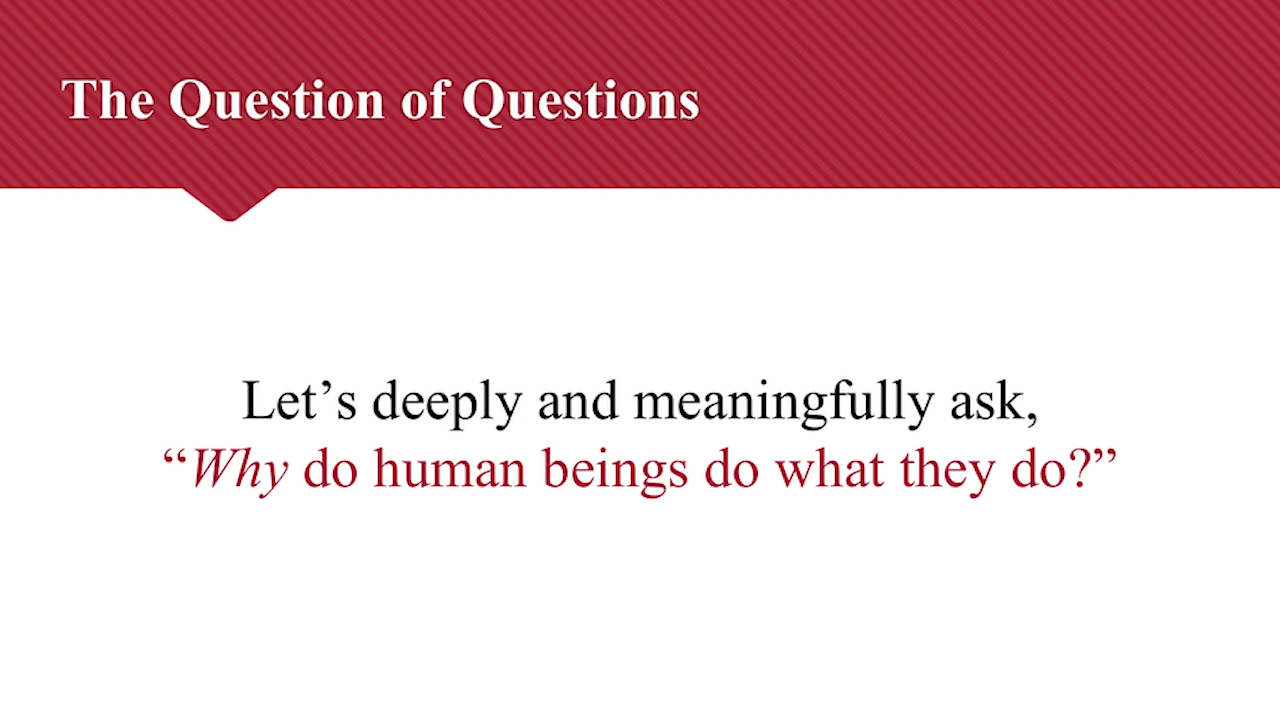 The Question of Questions
Let’s deeply and meaningfully ask,
“Why do human beings do what they do?”